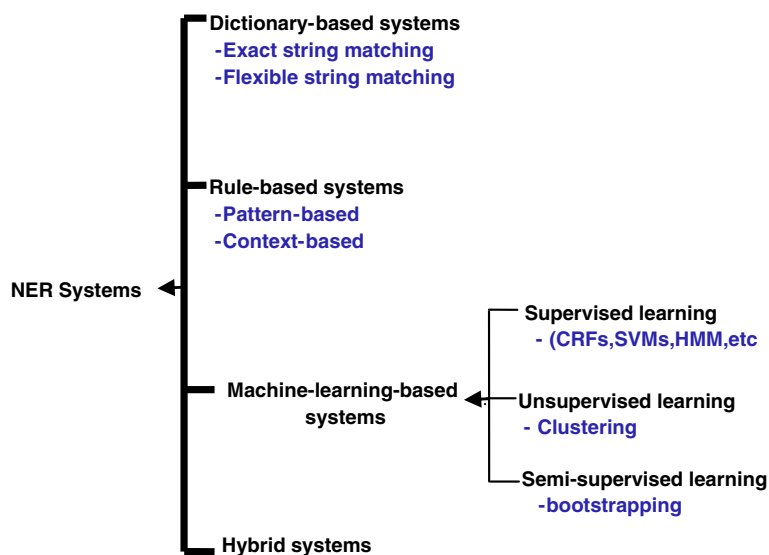 Dictionary-based systems
-Exact string matching
-Flexible string matching
Rule-based systems
-Pattern-based
-Context-based
NER Systems
Machine-learning-based
systems
Supervised learning
- (CRFs,SVMs,HMM,etc
Unsupervised learning
- Clustering
Semi-supervised learning
-bootstrapping
Hybrid systems